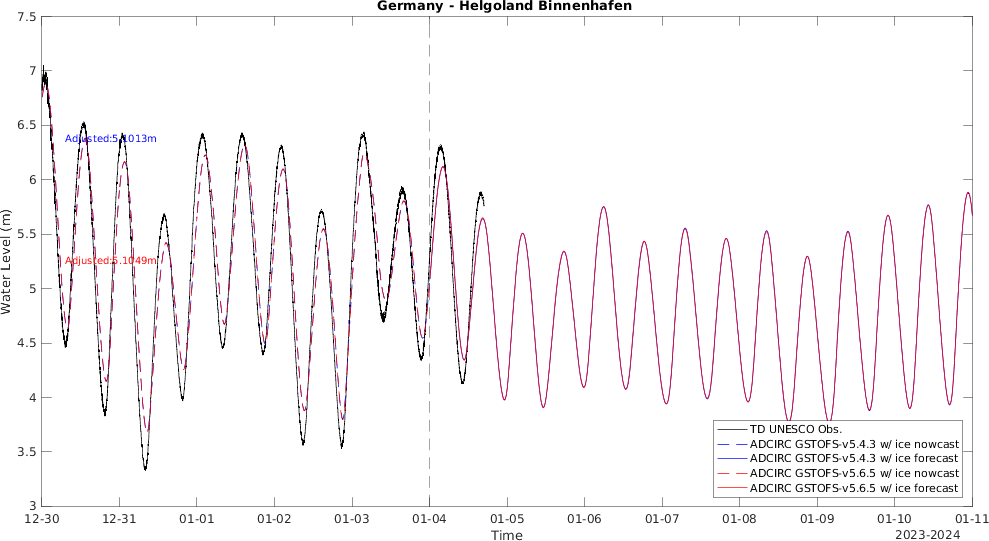 Germany - Helgoland Binnenhafen
7.5
7
6.5
6
5.5
5
4.5
4
3.5
3
Water Level (m)
Adjusted:5.1013m
Adjusted:5.1049m
TD UNESCO Obs.
ADCIRC GSTOFS-v5.4.3 w/ ice nowcast
ADCIRC GSTOFS-v5.4.3 w/ ice forecast
ADCIRC GSTOFS-v5.6.5 w/ ice nowcast
ADCIRC GSTOFS-v5.6.5 w/ ice forecast
12-30 12-31 01-01 01-02 01-03 01-04 01-05 01-06 01-07 01-08 01-09 01-10 01-11
Time
2023-2024